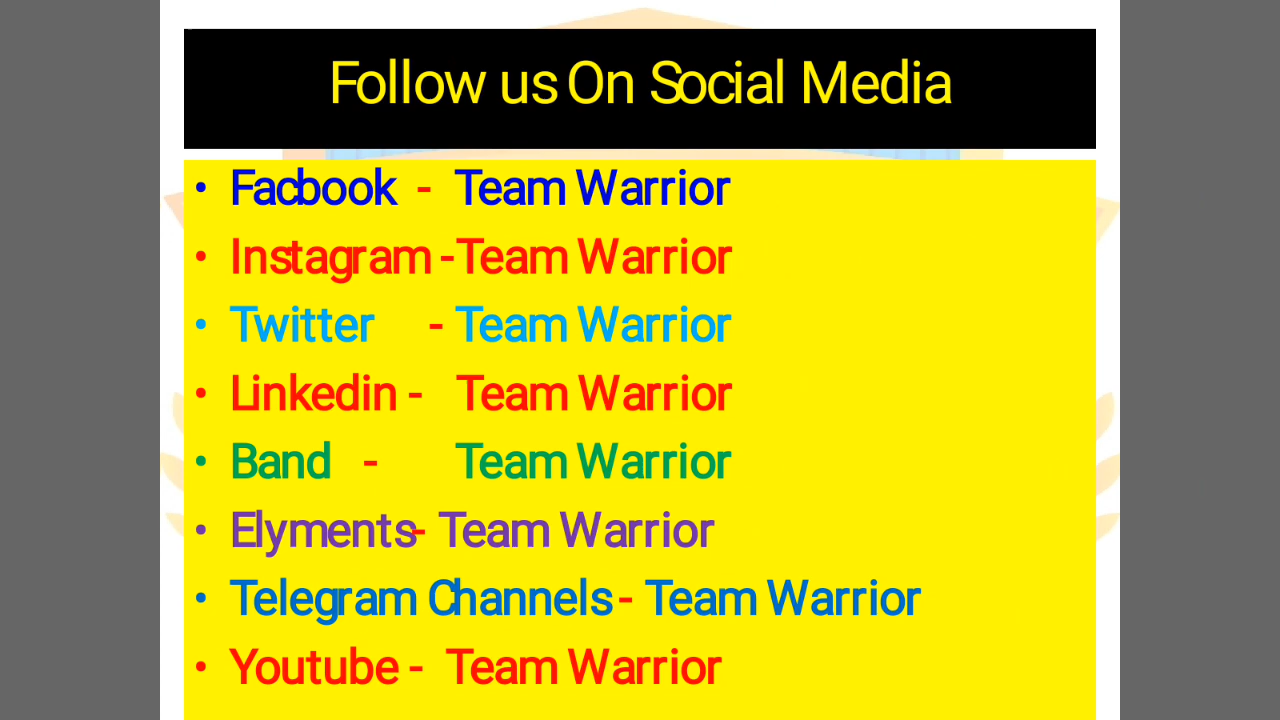 Follow us On Social Media
• Facbook - Team Warrior
• Instagram - Team Warrior
• Twitter - Team Warrior
• Linkedin - Team Warrior
• Band - Team Warrior
• Elyments- Team Warrior
• Telegram Channels - Team Warrior
• Youtube - Team Warrior